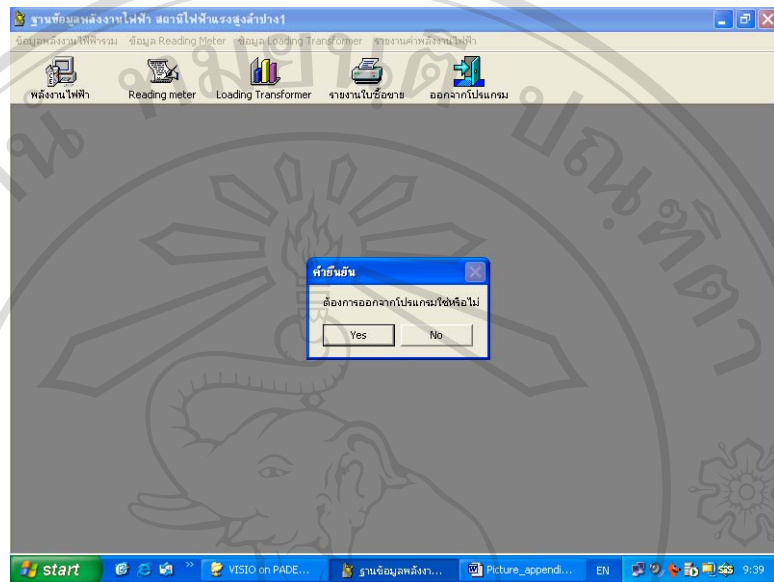 ฐานข้อมูลพลังงานไฟฟ้า สถานีไฟฟ้าแรงสูงลำปาง1
ข้อมูลพลังงานไฟฟ้ารวม ข้อมูล Reading Meter ข้อมูล Loading Transformer รายงานค่าพลังงานไฟฟ้า
พลังงานไฟฟ้า Reading meter Loading Transformer รายงานใบซื้อขาย ออกจากโปรแกรม
คำยืนยัน
ต้องการออกจากโปรแกรมใช่หรือไม่
Yes No
start VISIO on PADE... ฐานข้อมูลพลังงา... Picture_appendi... EN 9:39